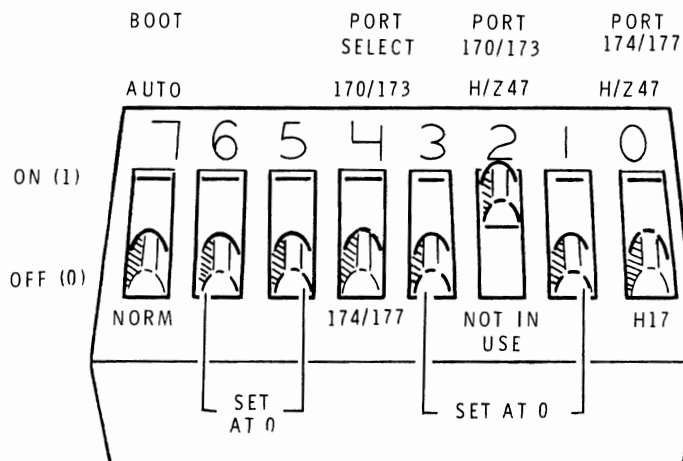 BOOT PORT PORT PORT
SELECT 170/173 174/177
AUTO 170/173 H/Z47 H/Z47
7 6 5 4 3 2 1 0
ON (1)
OFF (0)
NORM 174/177 NOT IN H17
USE
SET SET AT 0
AT 0